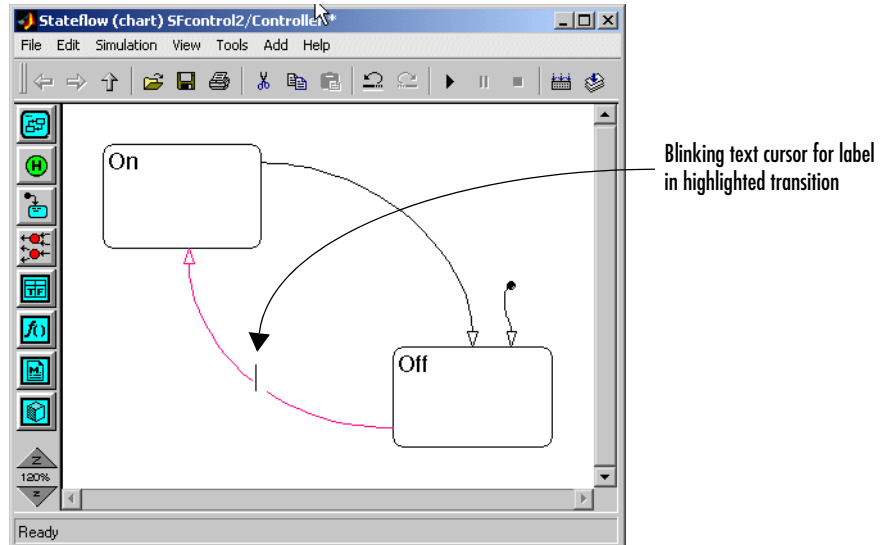 Stateflow (chart) SFcontrol2/Controller*
File Edit Simulation View Tools Add Help
On
Blinking text cursor for label
in highlighted transition
H
TF
f()
M
Off
Z
120%
z
Ready